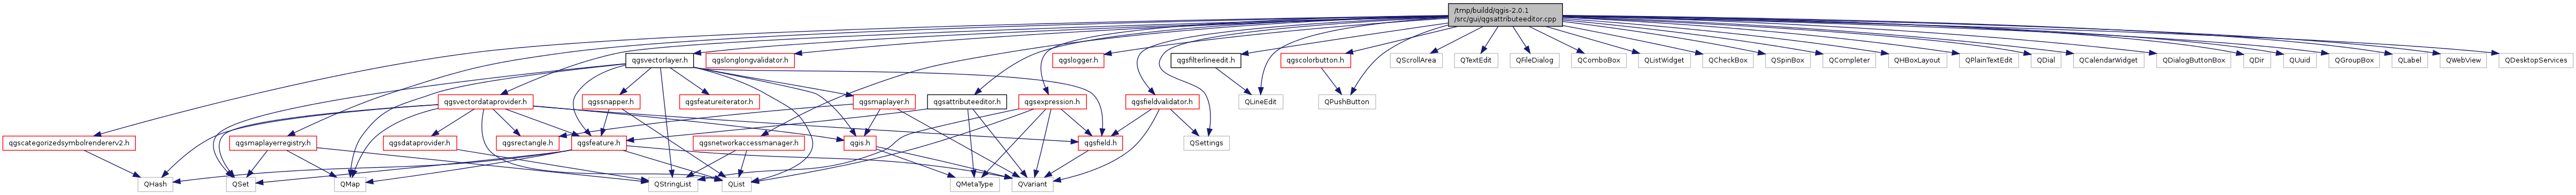 /tmp/buildd/qgis-2.0.1
/src/gui/qgsattributeeditor.cpp
qgsvectorlayer.h
qgslonglongvalidator.h
qgslogger.h
qgsfilterlineedit.h
qgscolorbutton.h
QScrollArea
QTextEdit
QFileDialog
QComboBox
QListWidget
QCheckBox
QSpinBox
QCompleter
QHBoxLayout
QPlainTextEdit
QDial
QCalendarWidget
QDialogButtonBox
QDir
QUuid
QGroupBox
QLabel
QWebView
QDesktopServices
qgsvectordataprovider.h
qgssnapper.h
qgsfeatureiterator.h
qgsmaplayer.h
qgsattributeeditor.h
qgsexpression.h
qgsfieldvalidator.h
QLineEdit
QPushButton
qgscategorizedsymbolrendererv2.h
qgsmaplayerregistry.h
qgsdataprovider.h
qgsrectangle.h
qgsfeature.h
qgsnetworkaccessmanager.h
qgis.h
qgsfield.h
QSettings
QHash
QSet
QMap
QStringList
QList
QMetaType
QVariant